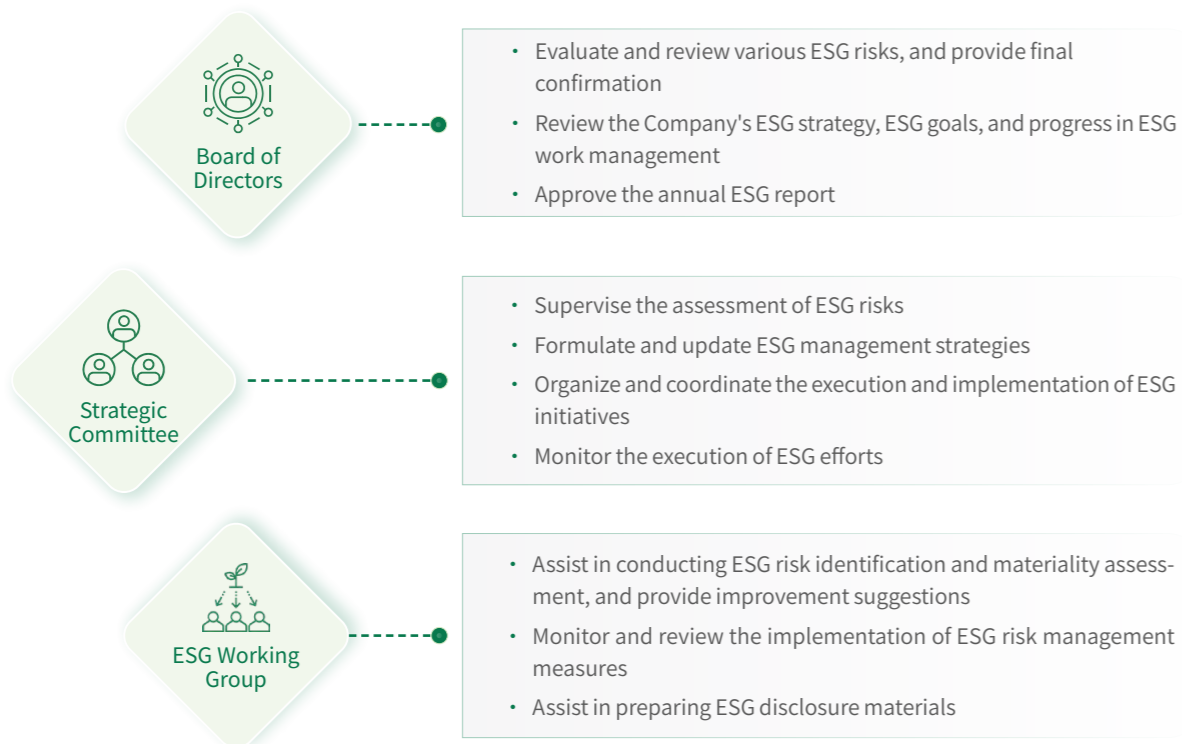 Board of
Directors
• Evaluate and review various ESG risks, and provide final
confirmation
• Review the Company's ESG strategy, ESG goals, and progress in ESG
work management
• Approve the annual ESG report
Strategic
Committee
• Supervise the assessment of ESG risks
• Formulate and update ESG management strategies
• Organize and coordinate the execution and implementation of ESG
initiatives
• Monitor the execution of ESG efforts
ESG Working
Group
• Assist in conducting ESG risk identification and materiality assess-
ment, and provide improvement suggestions
• Monitor and review the implementation of ESG risk management
measures
• Assist in preparing ESG disclosure materials